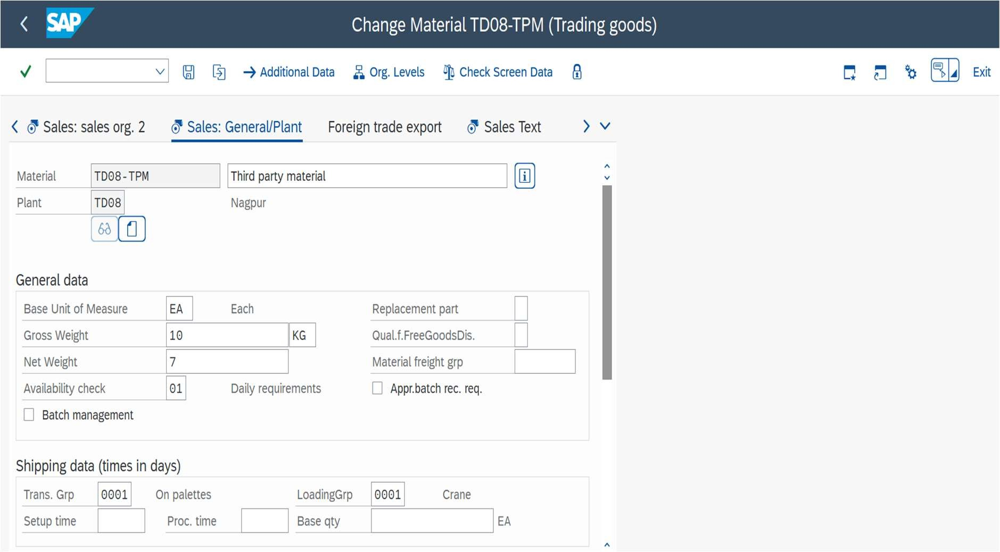 SAP Change Material TD08-TPM (Trading goods)
Additional Data Org. Levels Check Screen Data Exit
Sales: sales org. 2 Sales: General/Plant Foreign trade export Sales Text
Material TD08-TPM Third party material
Plant TD08 Nagpur
General data
Base Unit of Measure EA Each Replacement part
Gross Weight 10 KG Qual.f.FreeGoodsDis.
Net Weight 7 Material freight grp
Availability check 01 Daily requirements Appr.batch rec. req.
Batch management
Shipping data (times in days)
Trans. Grp 0001 On palettes LoadingGrp 0001 Crane
Setup time Proc. time Base qty EA